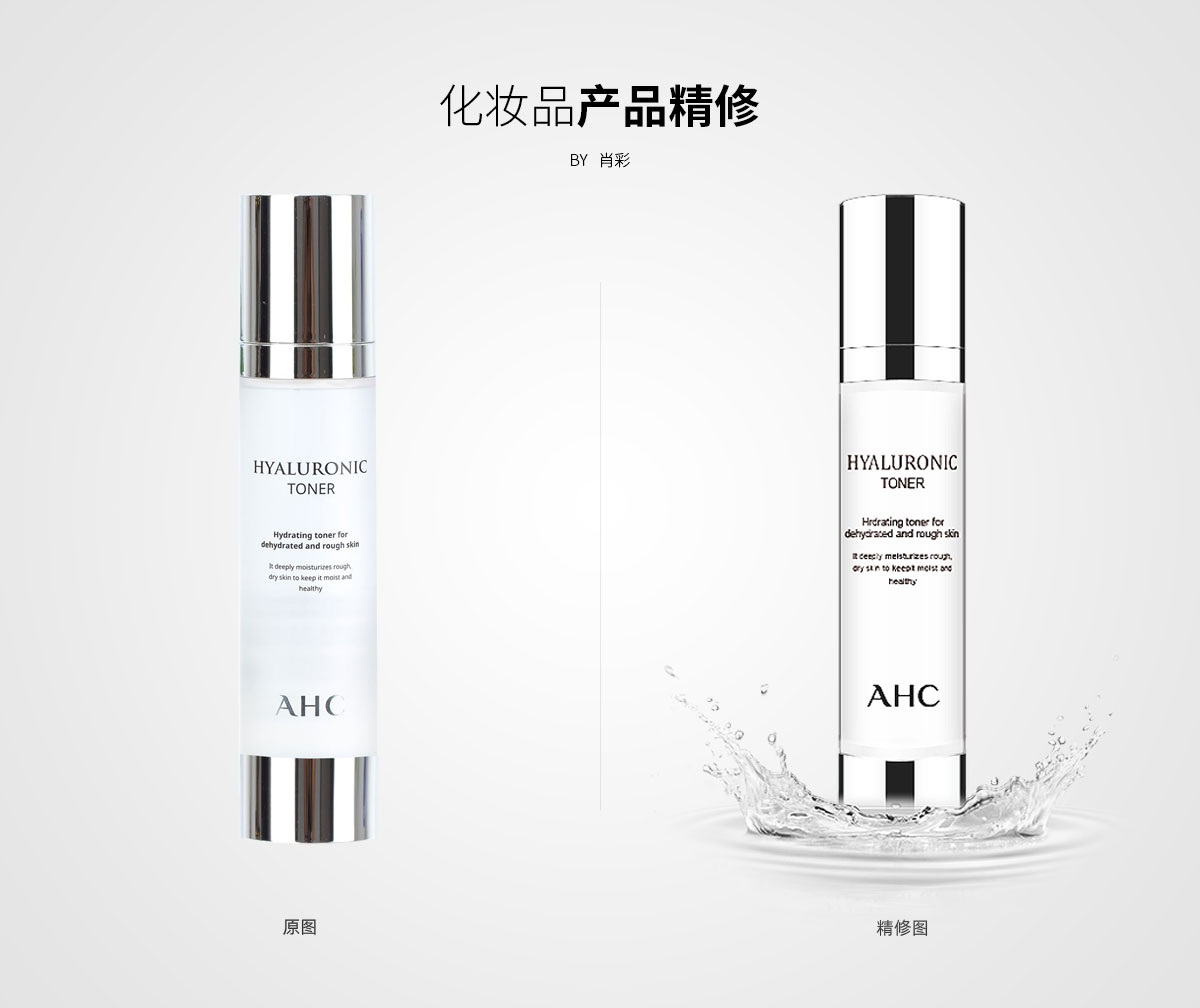 化妆品产品精修
BY 肖彩
HYALURONIC
TONER
Hydrating toner for
dehydrated and rough skin
It deeply moisturizes rough,
dry skin to keep it moist and
healthy
AHC
原图
HYALURONIC
TONER
Hrdrating toner for
dehydrated and rough skin
It deeply meisturizes rough,
dry skin to keep it moist and
healthy
AHC
精修图